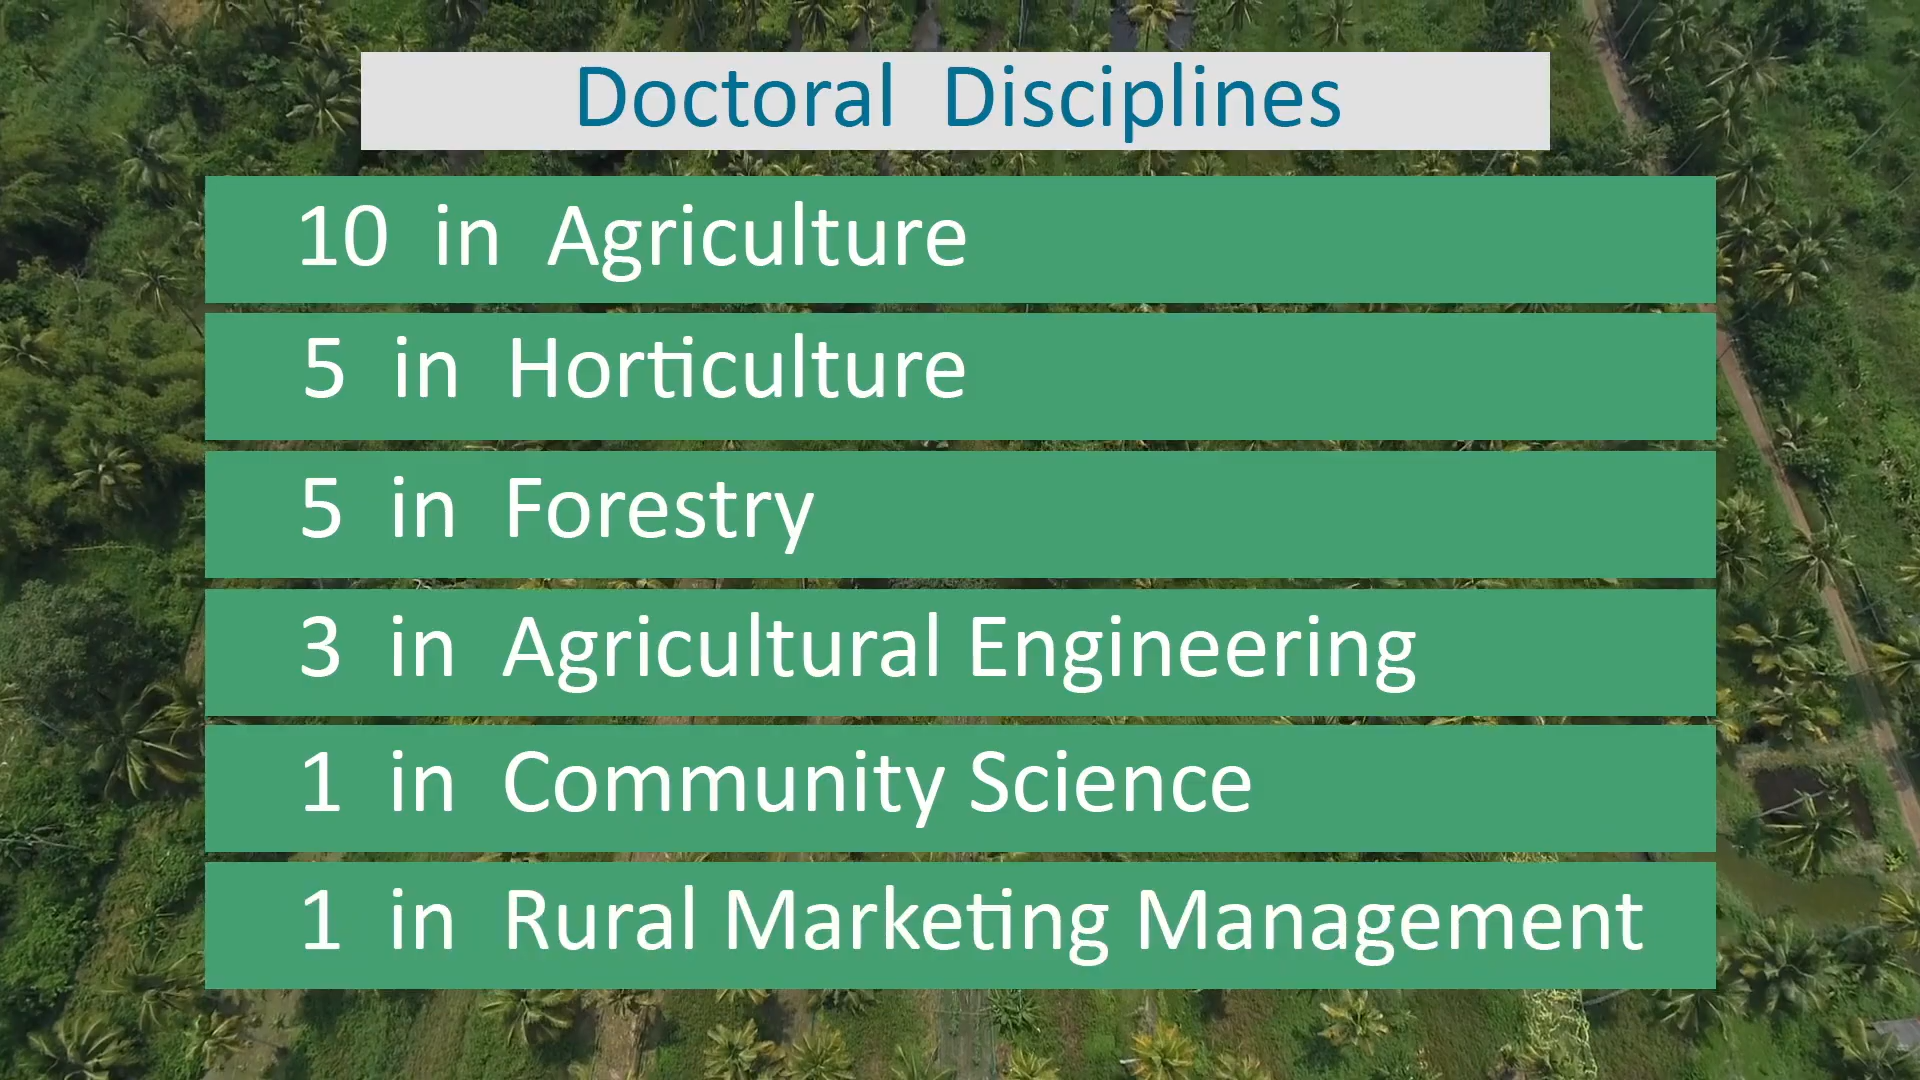 Doctoral Disciplines
10 in Agriculture
5 in Horticulture
5 in Forestry
3 in Agricultural Engineering
1 in Community Science
1 in Rural Marketing Management